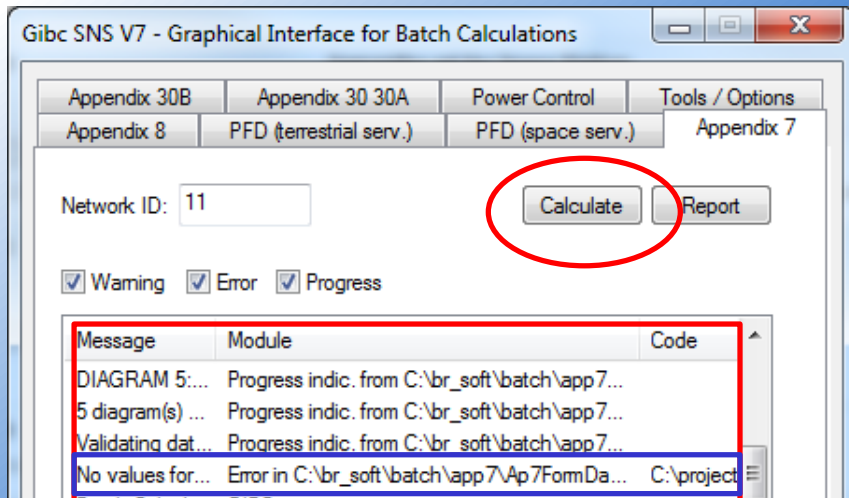 Gibc SNS V7 - Graphical Interface for Batch Calculations
Appendix 30B Appendix 30 30A Power Control Tools / Options
Appendix 8 PFD (terrestrial serv.) PFD (space serv.) Appendix 7
Network ID: 11 Calculate Report
Warning Error Progress
Message Module Code
DIAGRAM 5:... Progress indic. from C:\br_soft\batch\app7...
5 diagram(s) ... Progress indic. from C:\br_soft\batch\app7...
Validating dat... Progress indic. from C:\br_soft\batch\app7...
No values for... Error in C:\br_soft\batch\app7\Ap7FormDa... C:\project